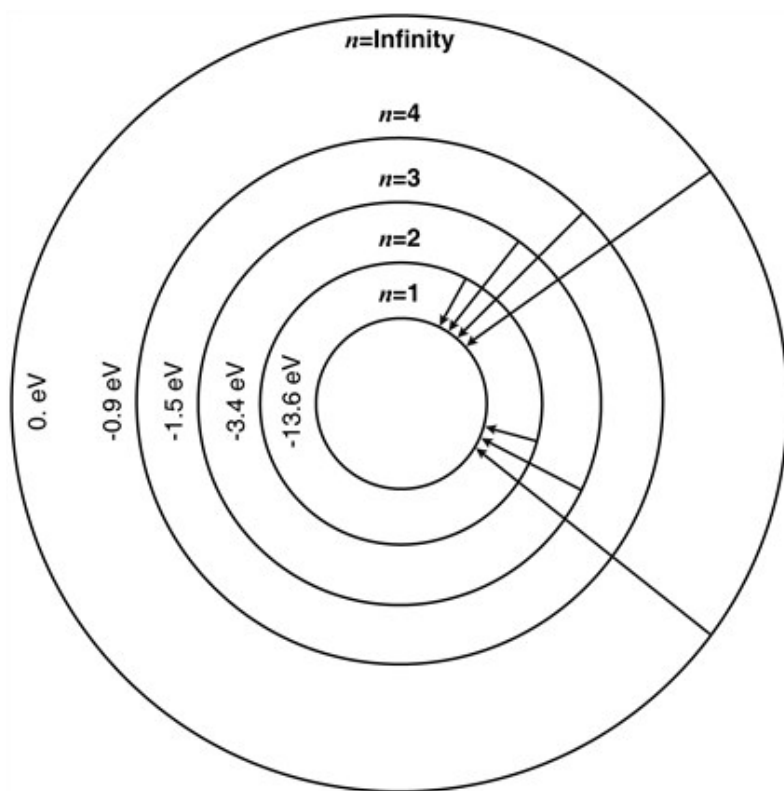 n=Infinity
n=4
n=3
n=2
n=1
0. eV
-0.9 eV
-1.5 eV
-3.4 eV
-13.6 eV